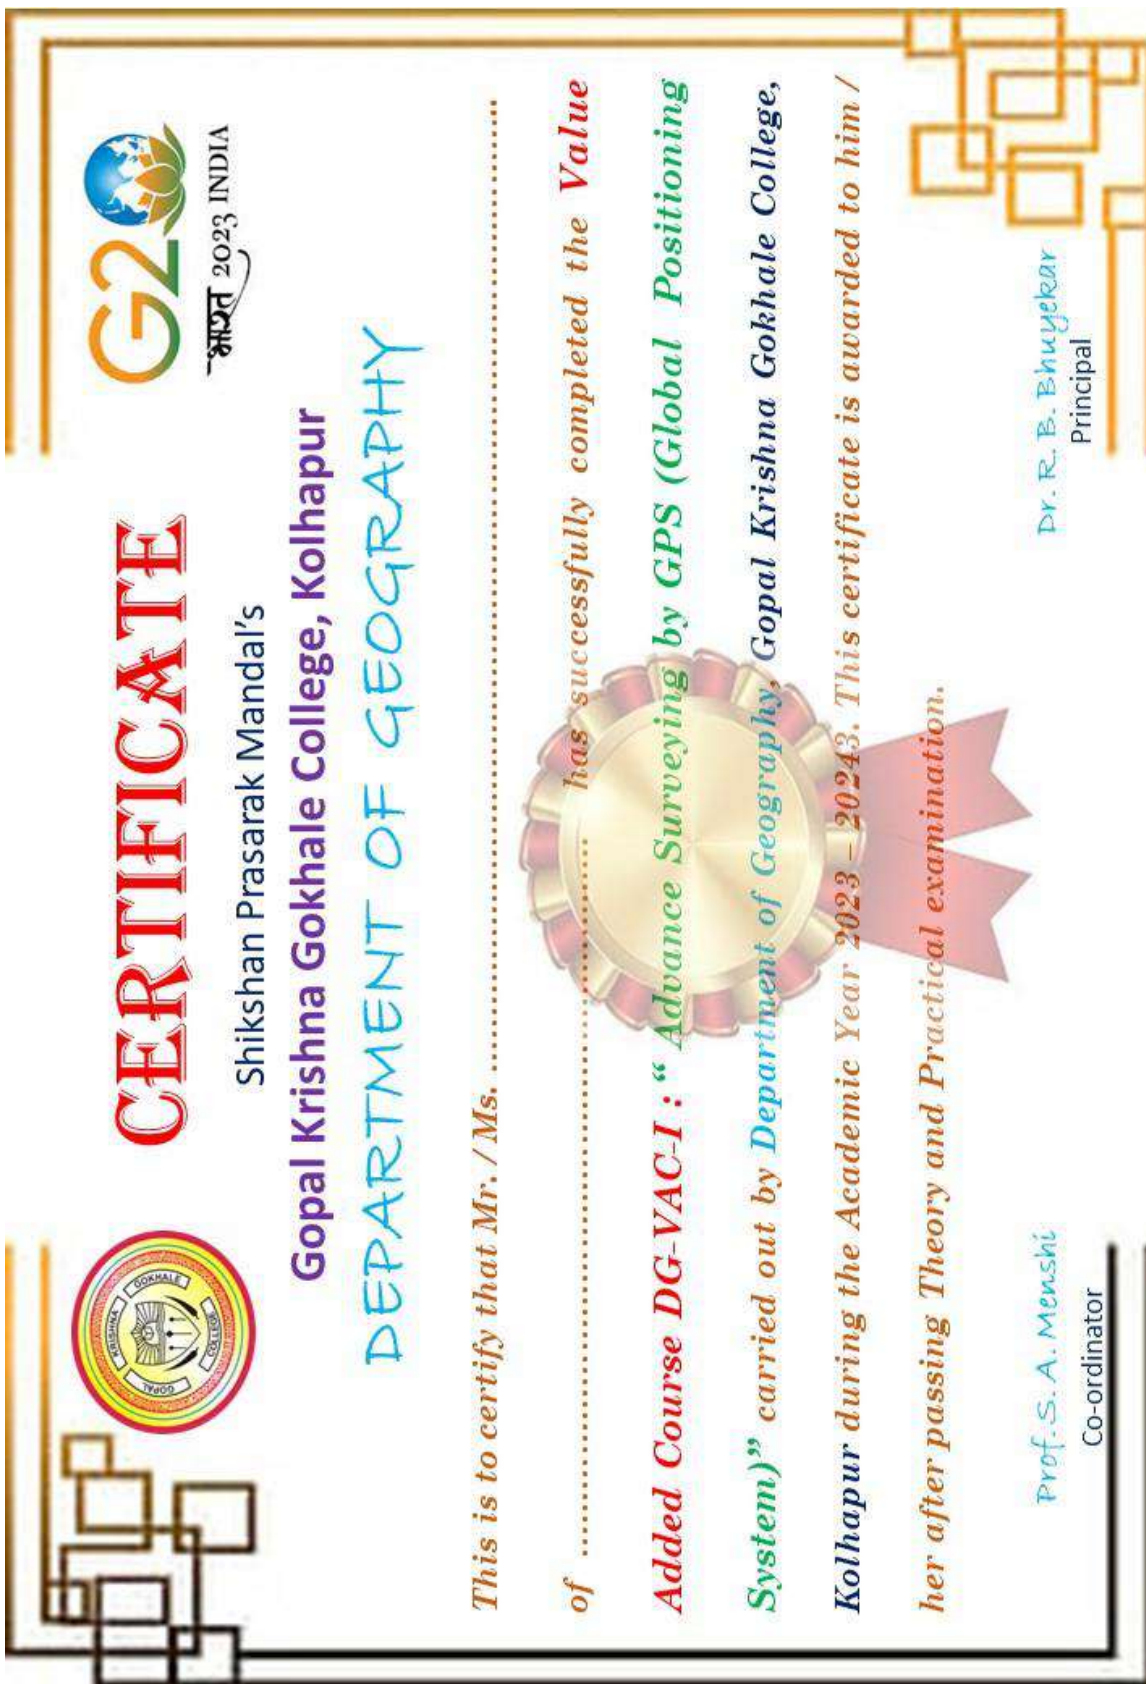 GOPAL KRISHNA GOKHALE COLLEGE
CERTIFICATE
G20
भारत 2023 INDIA
Shikshan Prasarak Mandal's
Gopal Krishna Gokhale College, Kolhapur
DEPARTMENT OF GEOGRAPHY
This is to certify that Mr. / Ms. ................................................................
of ................................................................ has successfully completed the Value
Added Course DG-VAC-I : “ Advance Surveying by GPS (Global Positioning
System)” carried out by Department of Geography, Gopal Krishna Gokhale College,
Kolhapur during the Academic Year 2023 – 20243. This certificate is awarded to him /
her after passing Theory and Practical examination.
Prof. S. A. Menshi
Co-ordinator
Dr. R. B. Bhuyekar
Principal